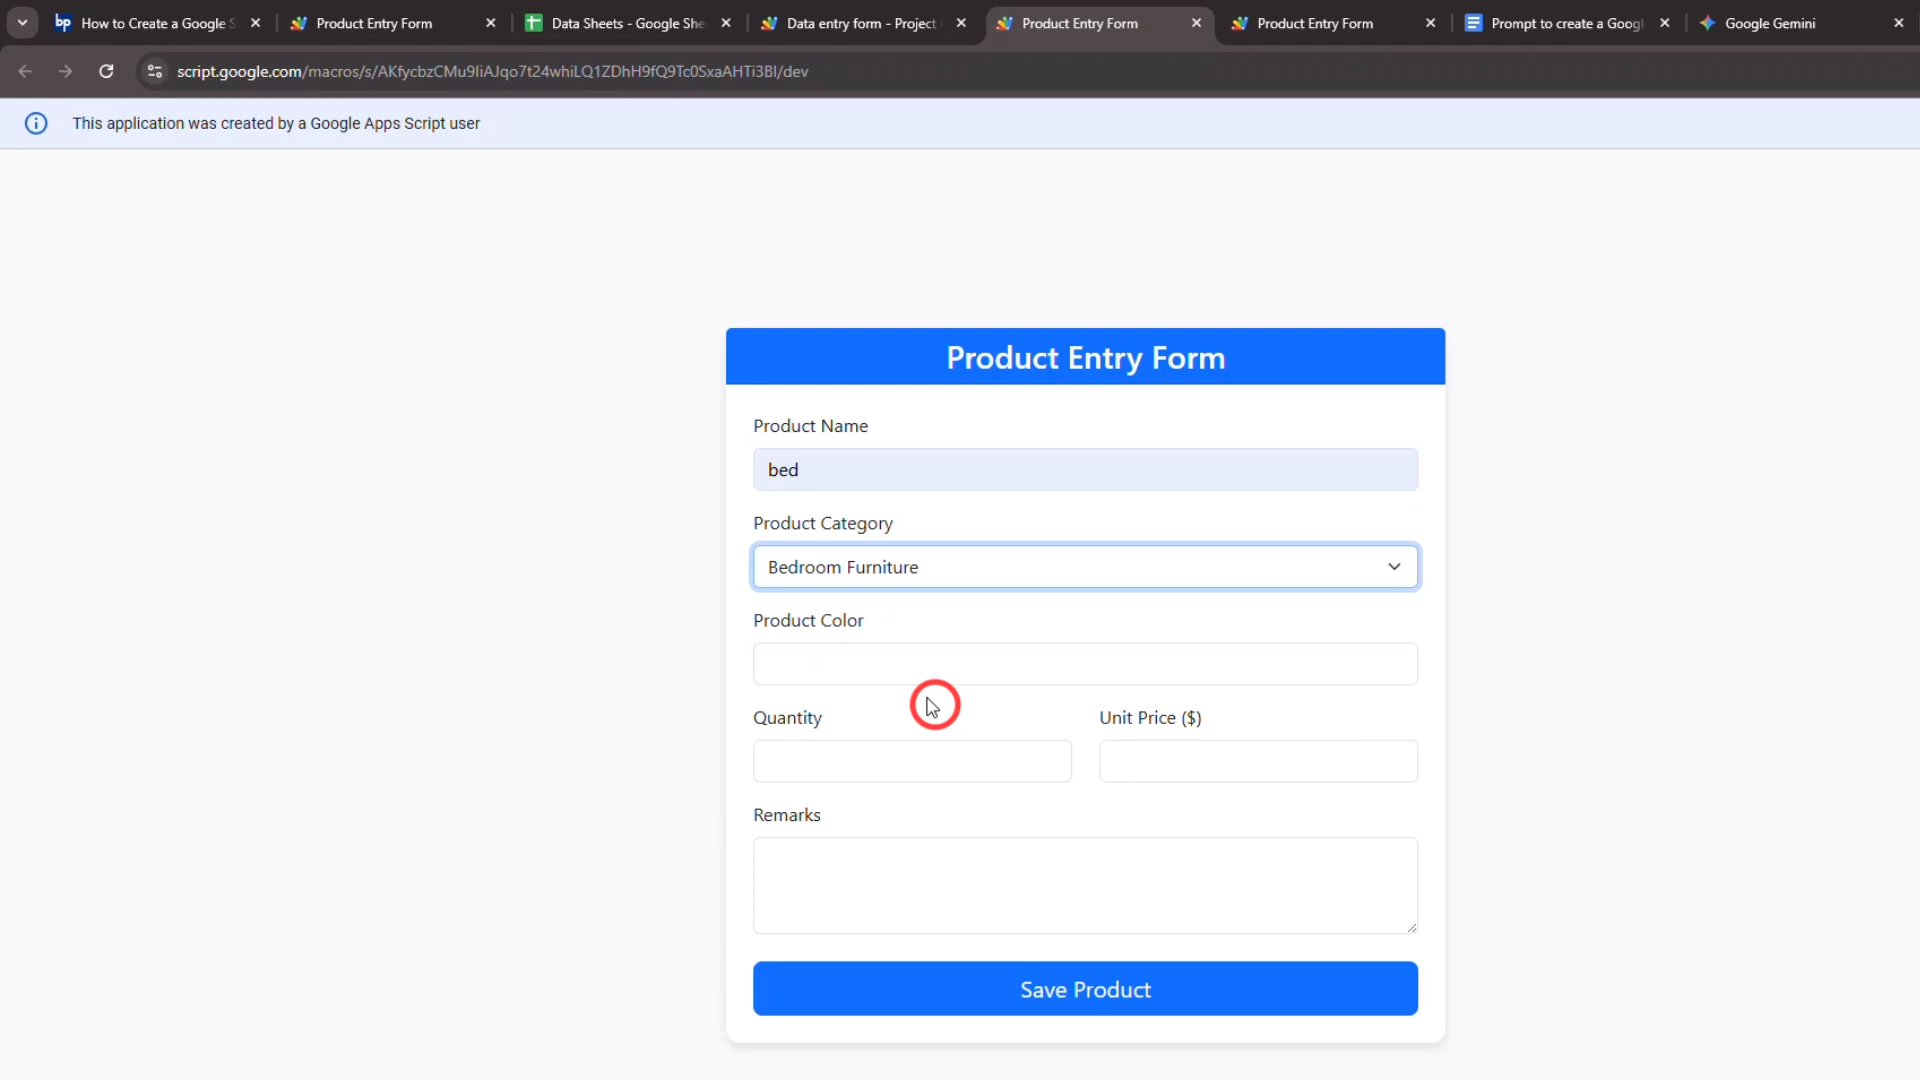 bp How to Create a Google S
Product Entry Form
Data Sheets - Google She
Data entry form - Project
Product Entry Form
Product Entry Form
Prompt to create a Goog
Google Gemini
script.google.com/macros/s/AKfycbzCMu9IiAJqo7t24whiLQ1ZDhH9fQ9Tc0SxaAHTi3BI/dev
This application was created by a Google Apps Script user
Product Entry Form
Product Name
bed
Product Category
Bedroom Furniture
Product Color
Quantity
Unit Price ($)
Remarks
Save Product